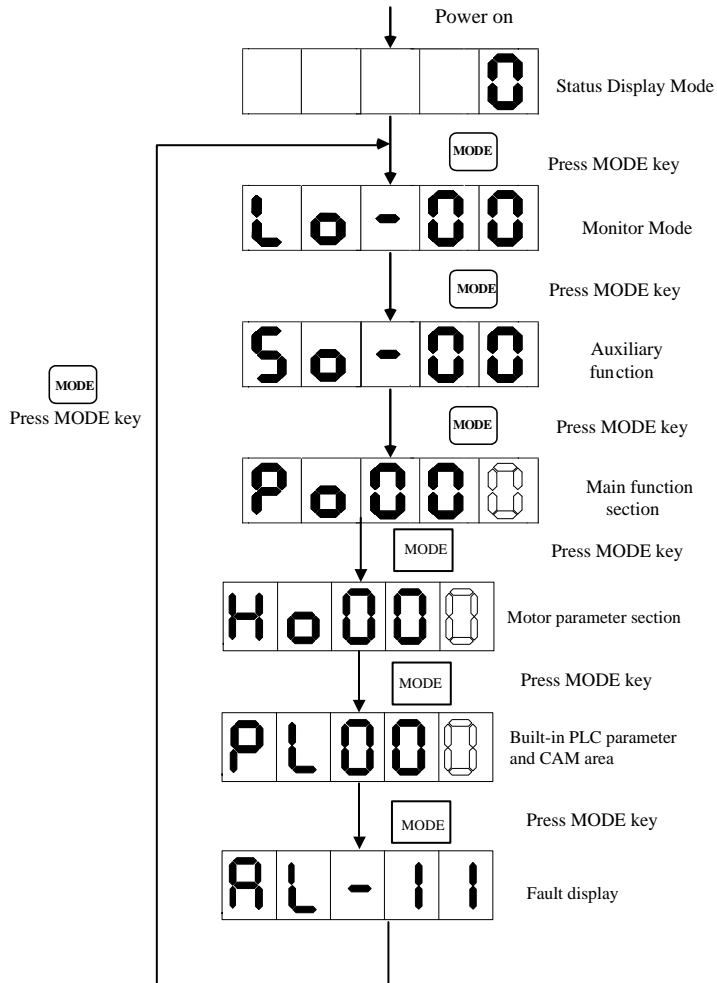 Power on
0
Status Display Mode
MODE
Press MODE key
Lo-00
Monitor Mode
MODE
Press MODE key
So-00
Auxiliary
function
MODE
Press MODE key
MODE
Press MODE key
Po000
Main function
section
MODE
Press MODE key
Ho000
Motor parameter section
MODE
Press MODE key
PL000
Built-in PLC parameter
and CAM area
MODE
Press MODE key
AL-11
Fault display